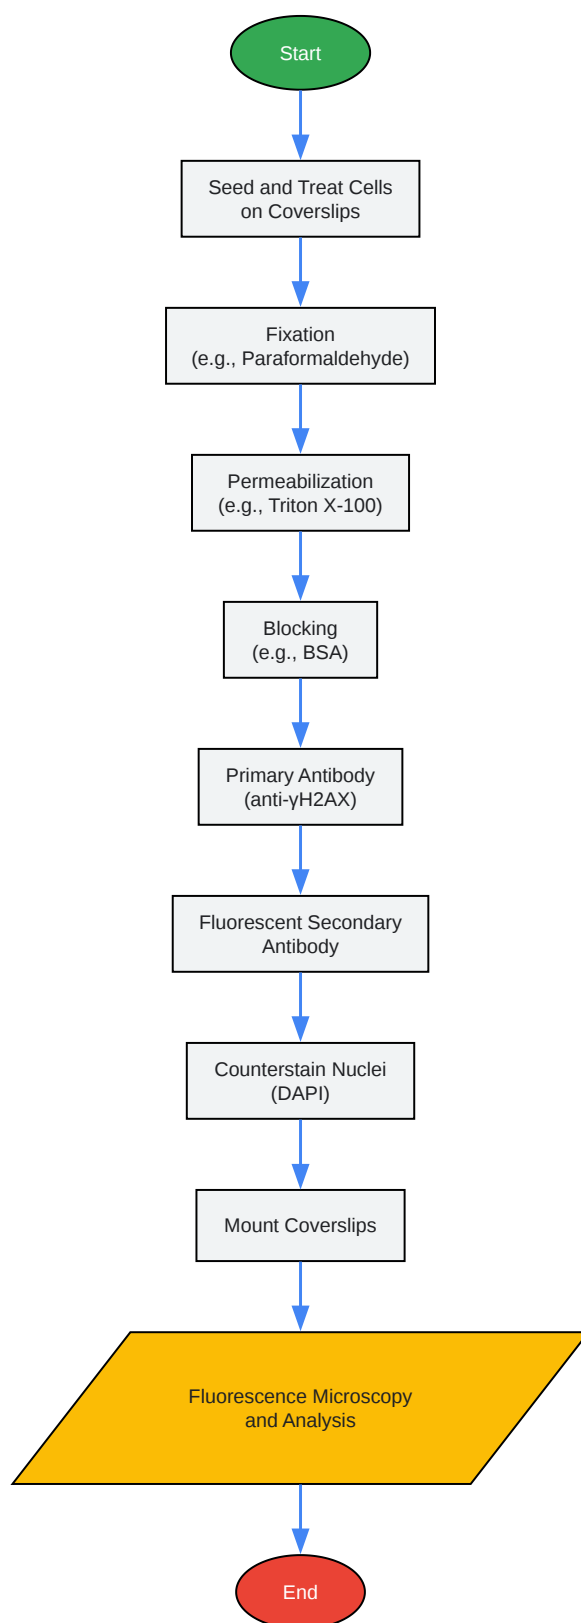 Start
Seed and Treat Cells
on Coverslips
Fixation
(e.g., Paraformaldehyde)
Permeabilization
(e.g., Triton X-100)
Blocking
(e.g., BSA)
Primary Antibody
(anti-γH2AX)
Fluorescent Secondary
Antibody
Counterstain Nuclei
(DAPI)
Mount Coverslips
Fluorescence Microscopy
and Analysis
End